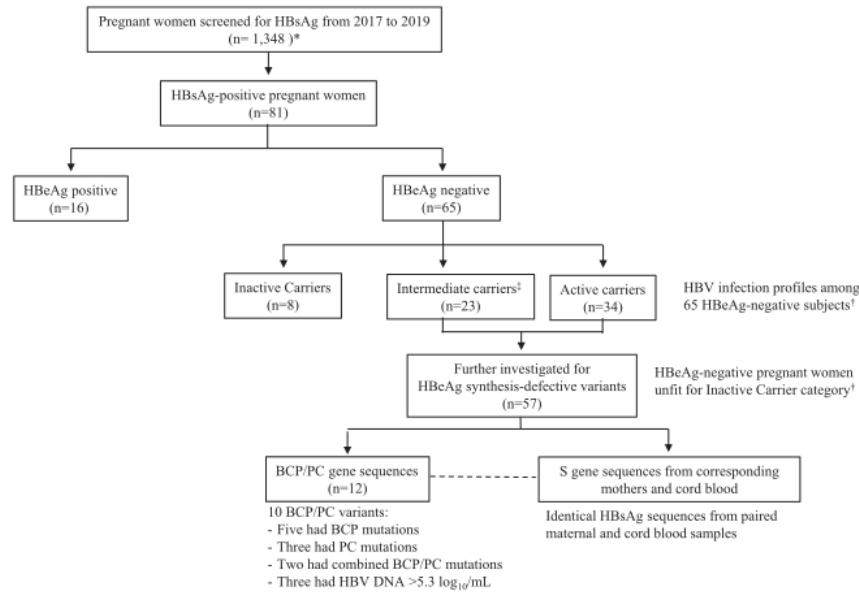 Pregnant women screened for HBsAg from 2017 to 2019
(n= 1,348 )*
HBsAg-positive pregnant women
(n=81)
HBeAg positive
(n=16)
HBeAg negative
(n=65)
Inactive Carriers
(n=8)
Intermediate carriers‡
(n=23)
Active carriers
(n=34)
HBV infection profiles among
65 HBeAg-negative subjects†
Further investigated for
HBeAg synthesis-defective variants
(n=57)
HBeAg-negative pregnant women
unfit for Inactive Carrier category†
BCP/PC gene sequences
(n=12)
S gene sequences from corresponding
mothers and cord blood
10 BCP/PC variants:
- Five had BCP mutations
- Three had PC mutations
- Two had combined BCP/PC mutations
- Three had HBV DNA >5.3 log₁₀/mL
Identical HBsAg sequences from paired
maternal and cord blood samples